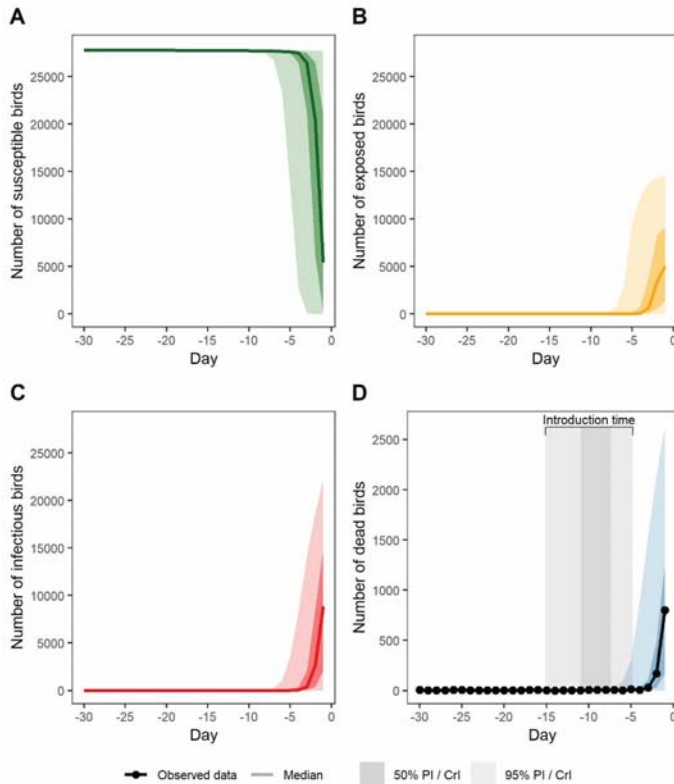 A
Number of susceptible birds
25000
20000
15000
10000
5000
0
-30 -25 -20 -15 -10 -5 0
Day
B
Number of exposed birds
25000
20000
15000
10000
5000
0
-30 -25 -20 -15 -10 -5 0
Day
C
Number of infectious birds
25000
20000
15000
10000
5000
0
-30 -25 -20 -15 -10 -5 0
Day
D
Introduction time
Number of dead birds
2500
2000
1500
1000
500
0
-30 -25 -20 -15 -10 -5 0
Day
Observed data Median 50% PI / CrI 95% PI / CrI